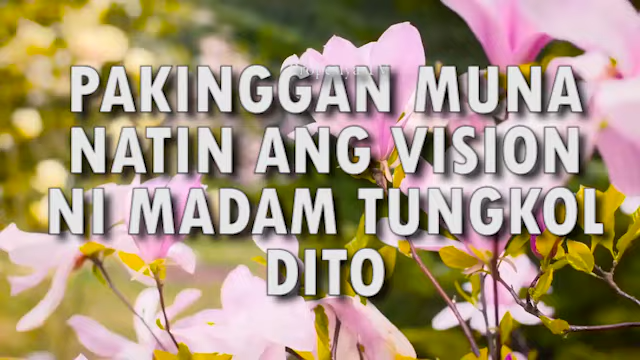 PAKINGGAN MUNA
NATIN ANG VISION
NI MADAM TUNGKOL
DITO